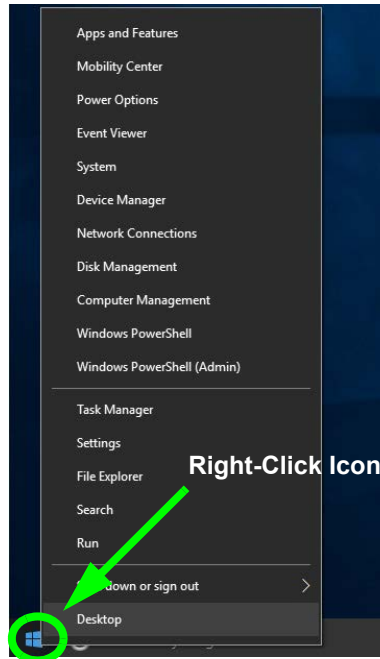 Apps and Features
Mobility Center
Power Options
Event Viewer
System
Device Manager
Network Connections
Disk Management
Computer Management
Windows PowerShell
Windows PowerShell (Admin)
Task Manager
Settings
File Explorer
Right-Click Icon
Search
Run
down or sign out
Desktop